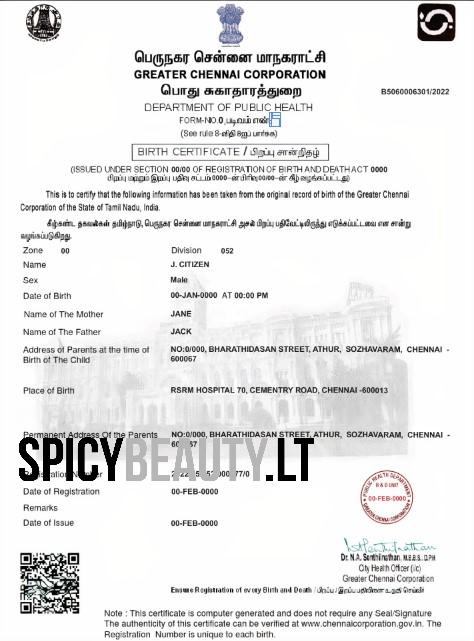 பெருநகர சென்னை மாநகராட்சி
GREATER CHENNAI CORPORATION
பொது சுகாதாரத்துறை
DEPARTMENT OF PUBLIC HEALTH
B5060006301/2022
FORM-NO.0,படிவம் எண்
(See rule 8-விதி 8ஐப் பார்க்க)
BIRTH CERTIFICATE / பிறப்பு சான்றிதழ்
(ISSUED UNDER SECTION 00/00 OF REGISTRATION OF BIRTH AND DEATH ACT 0000
பிறப்பு மற்றும் இறப்பு பதிவு சட்டம் 0000-ன் பிரிவு 00/00-ன் கீழ் வழங்கப்பட்டது)
This is to certify that the following information has been taken from the original record of birth of the Greater Chennai
Corporation of the State of Tamil Nadu, India.
கீழ்கண்ட தகவல்கள் தமிழ்நாடு, பெருநகர சென்னை மாநகராட்சி அசல் பிறப்பு பதிவேட்டிலிருந்து எடுக்கப்பட்டவை என சான்று
வழங்கப்படுகிறது.
Zone 00 Division 052
Name J. CITIZEN
Sex Male
Date of Birth 00-JAN-0000 AT 00:00 PM
Name of The Mother JANE
Name of The Father JACK
Address of Parents at the time of NO:0/000, BHARATHIDASAN STREET, ATHUR, SOZHAVARAM, CHENNAI -
Birth of The Child 600067
Place of Birth RSRM HOSPITAL 70, CEMENTRY ROAD, CHENNAI -600013
Permanent Address Of the Parents NO:0/000, BHARATHIDASAN STREET, ATHUR, SOZHAVARAM, CHENNAI -
SPICYBEAUTY.LT
Registration Number
Date of Registration 00-FEB-0000
Remarks
Date of Issue 00-FEB-0000
PUBLIC HEALTH DEPARTMENT
B & D UNIT
00-FEB-0000
GREATER CHENNAI CORPORATION
Dr. N.A. Senthilnathan, M.B.B.S., D.P.H
City Health Officer (i/c)
Greater Chennai Corporation
Ensure Registration of every Birth and Death / பிறப்பு / இறப்பு பதிவினை உறுதி செய்வீர்
Note : This certificate is computer generated and does not require any Seal/Signature
The authenticity of this certificate can be verified at www.chennaicorporation.gov.in. The
Registration Number is unique to each birth.